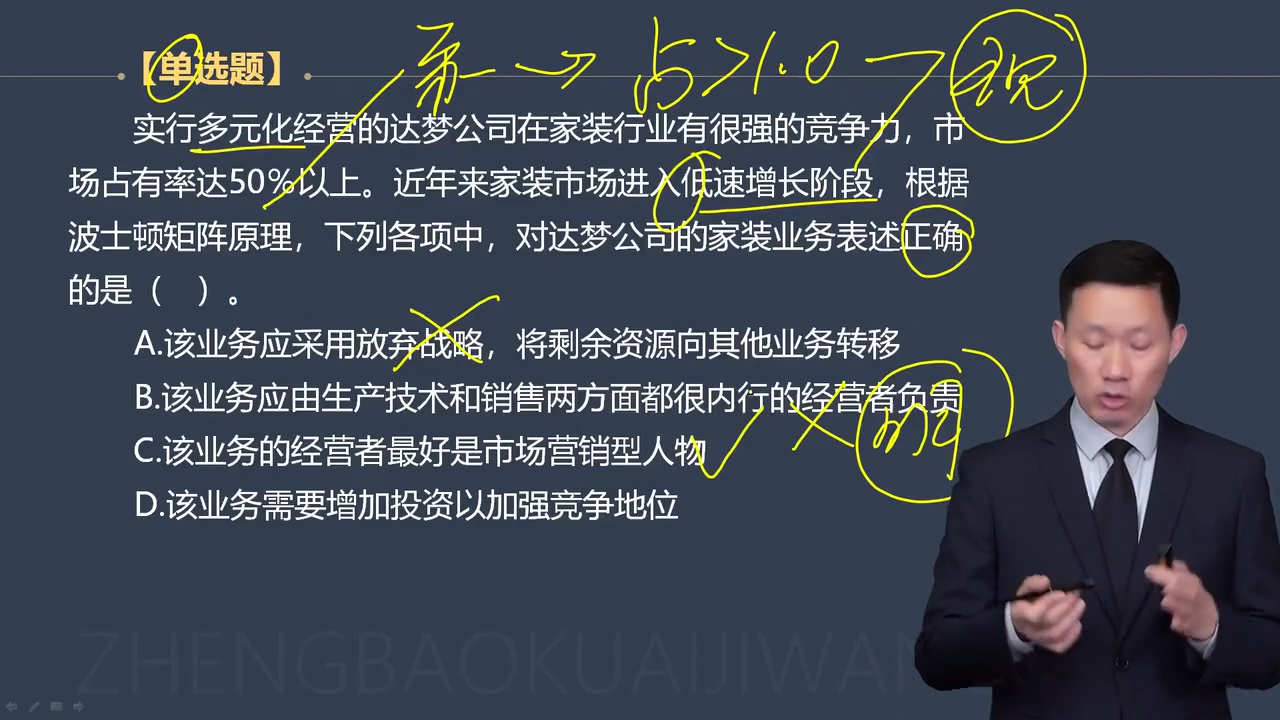 【单选题】
第一→占>1.0—现
实行多元化经营的达梦公司在家装行业有很强的竞争力，市
场占有率达50%以上。近年来家装市场进入低速增长阶段，根据
波士顿矩阵原理，下列各项中，对达梦公司的家装业务表述正确
的是（ ）。
A.该业务应采用放弃战略，将剩余资源向其他业务转移
B.该业务应由生产技术和销售两方面都很内行的经营者负责
C.该业务的经营者最好是市场营销型人物
明
D.该业务需要增加投资以加强竞争地位
ZHENGBAOKUAIJIWAN